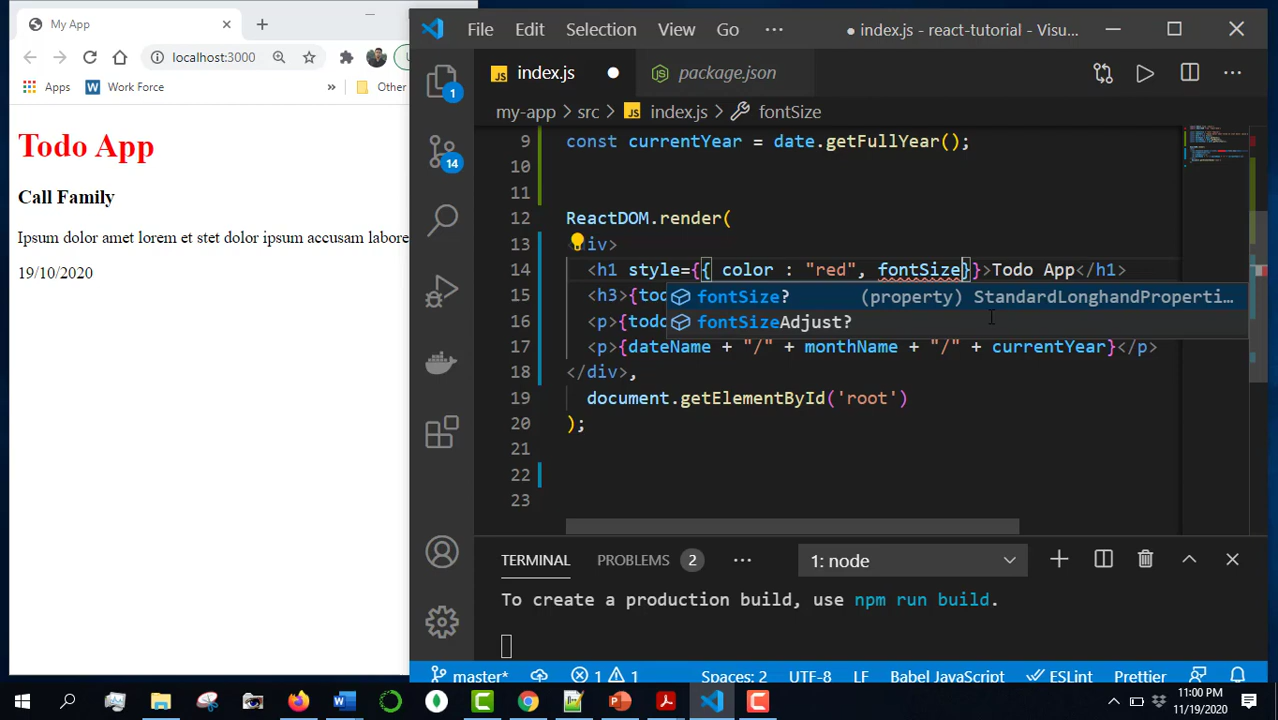 My App
localhost:3000
Apps
Work Force
»
Other
Todo App
Call Family
Ipsum dolor amet lorem et stet dolor ipsum accusam labore
19/10/2020
File Edit Selection View Go ···
● index.js - react-tutorial - Visu...
JS index.js
package.json
my-app > src > JS index.js > fontSize
1
14
9 const currentYear = date.getFullYear();
10
11
12 ReactDOM.render(
13 iv>
14 <h1 style={{ color : "red", fontSize}}>Todo App</h1>
fontSize? (property) StandardLonghandProperti...
fontSizeAdjust?
15 <h3>{tod
16 <p>{todo
17 <p>{dateName + "/" + monthName + "/" + currentYear}</p>
18 </div>,
19 document.getElementById('root')
20 );
21
22
23
TERMINAL PROBLEMS 2 ··· 1: node
To create a production build, use npm run build.
master* 1 1 Spaces: 2 UTF-8 LF Babel JavaScript ESLint Prettier
11:00 PM
11/19/2020